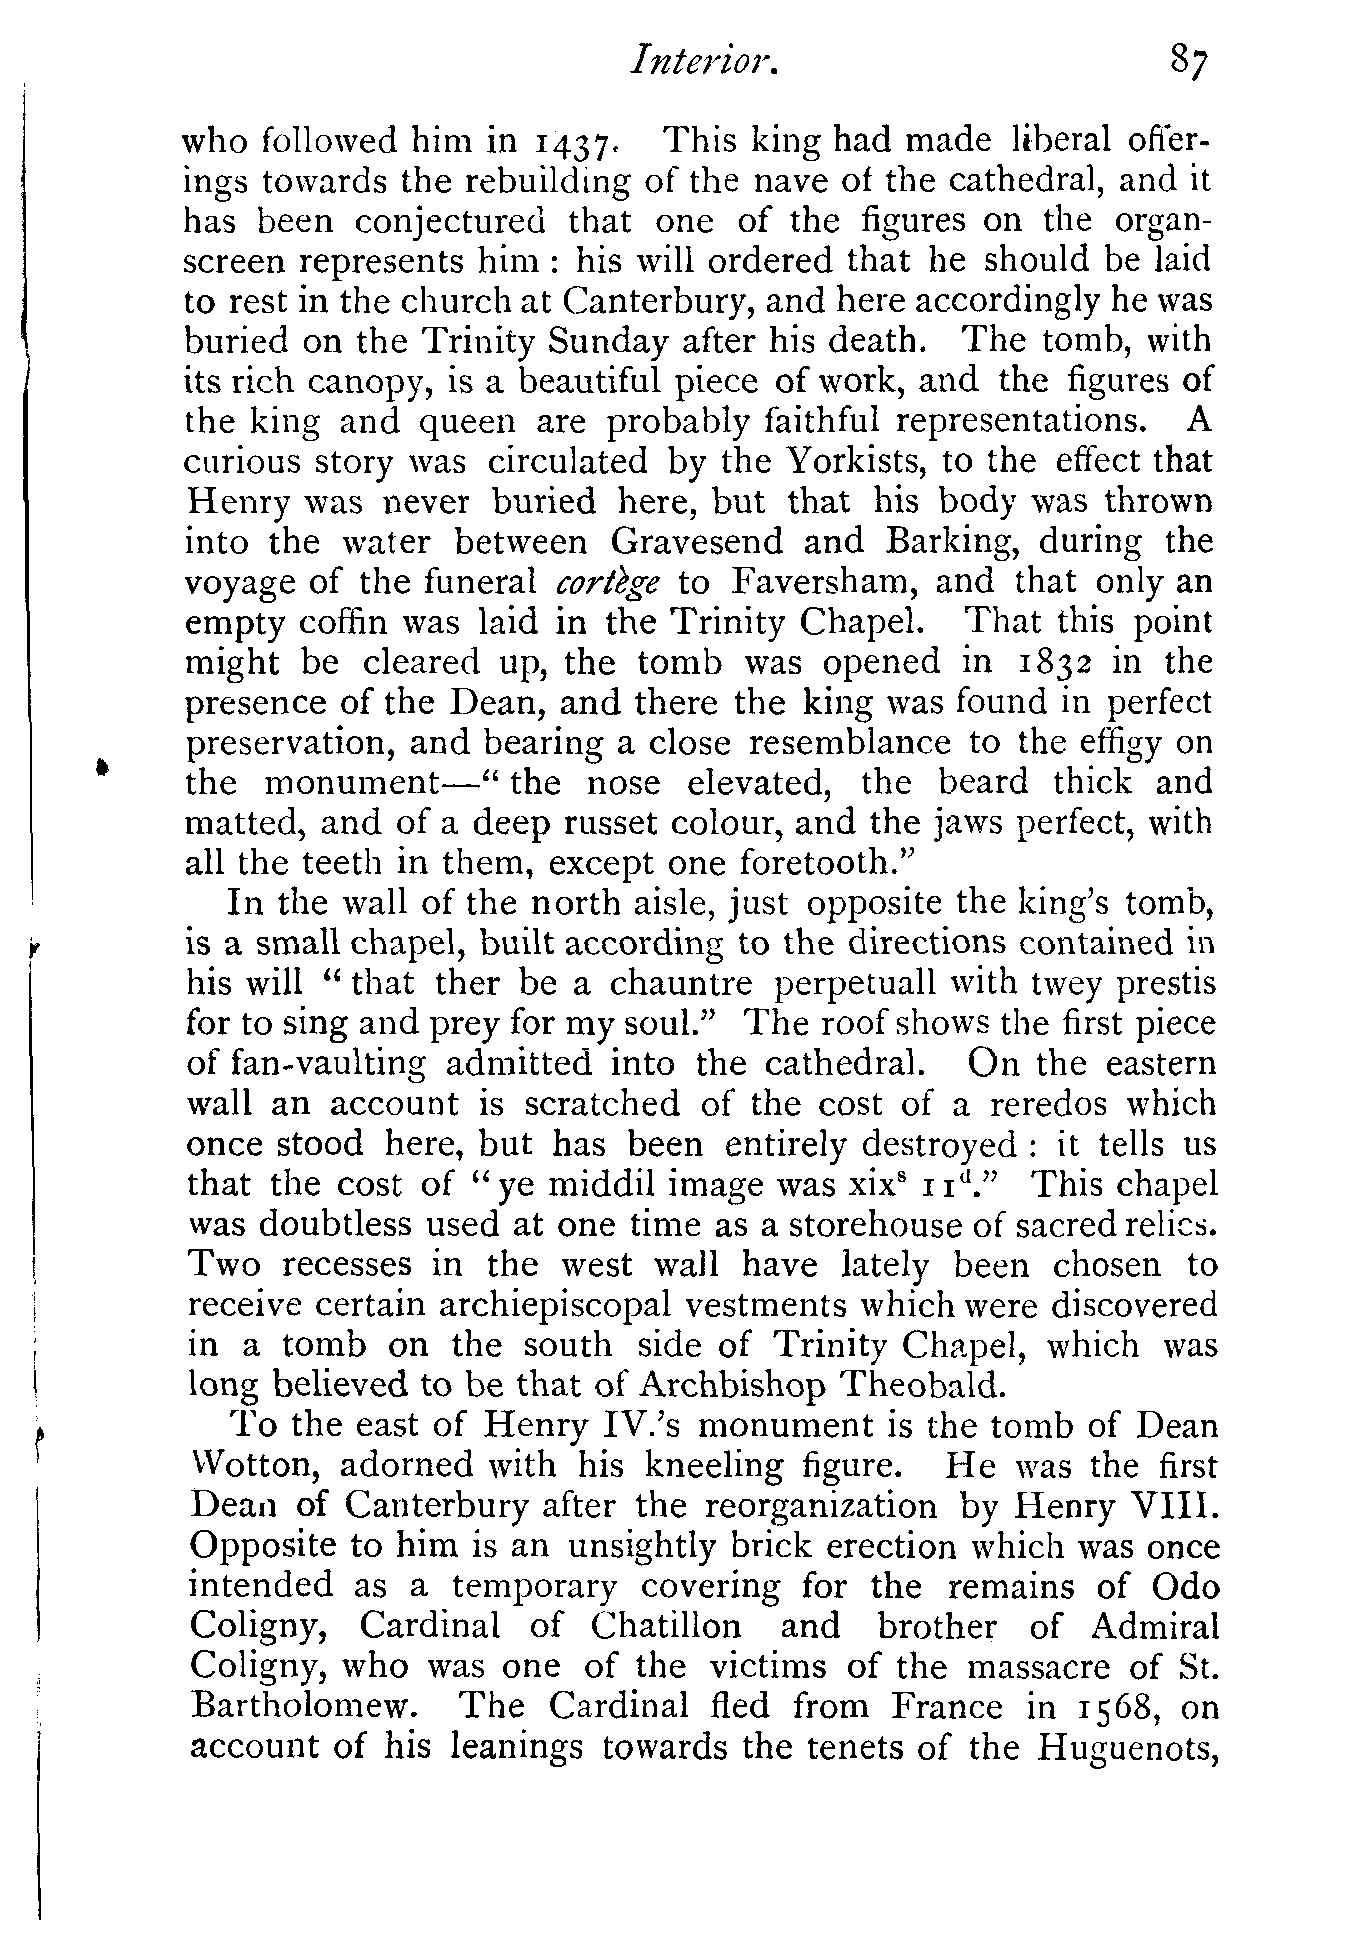 Interior. 87
who followed him in 1437. This king had made liberal offer-
ings towards the rebuilding of the nave of the cathedral, and it
has been conjectured that one of the figures on the organ-
screen represents him : his will ordered that he should be laid
to rest in the church at Canterbury, and here accordingly he was
buried on the Trinity Sunday after his death. The tomb, with
its rich canopy, is a beautiful piece of work, and the figures of
the king and queen are probably faithful representations. A
curious story was circulated by the Yorkists, to the effect that
Henry was never buried here, but that his body was thrown
into the water between Gravesend and Barking, during the
voyage of the funeral cortège to Faversham, and that only an
empty coffin was laid in the Trinity Chapel. That this point
might be cleared up, the tomb was opened in 1832 in the
presence of the Dean, and there the king was found in perfect
preservation, and bearing a close resemblance to the effigy on
the monument—“ the nose elevated, the beard thick and
matted, and of a deep russet colour, and the jaws perfect, with
all the teeth in them, except one foretooth.”
In the wall of the north aisle, just opposite the king's tomb,
is a small chapel, built according to the directions contained in
his will “ that ther be a chauntre perpetuall with twey prestis
for to sing and prey for my soul.” The roof shows the first piece
of fan-vaulting admitted into the cathedral. On the eastern
wall an account is scratched of the cost of a reredos which
once stood here, but has been entirely destroyed : it tells us
that the cost of “ ye middil image was xixˢ 11ᵈ.” This chapel
was doubtless used at one time as a storehouse of sacred relics.
Two recesses in the west wall have lately been chosen to
receive certain archiepiscopal vestments which were discovered
in a tomb on the south side of Trinity Chapel, which was
long believed to be that of Archbishop Theobald.
To the east of Henry IV.'s monument is the tomb of Dean
Wotton, adorned with his kneeling figure. He was the first
Dean of Canterbury after the reorganization by Henry VIII.
Opposite to him is an unsightly brick erection which was once
intended as a temporary covering for the remains of Odo
Coligny, Cardinal of Chatillon and brother of Admiral
Coligny, who was one of the victims of the massacre of St.
Bartholomew. The Cardinal fled from France in 1568, on
account of his leanings towards the tenets of the Huguenots,